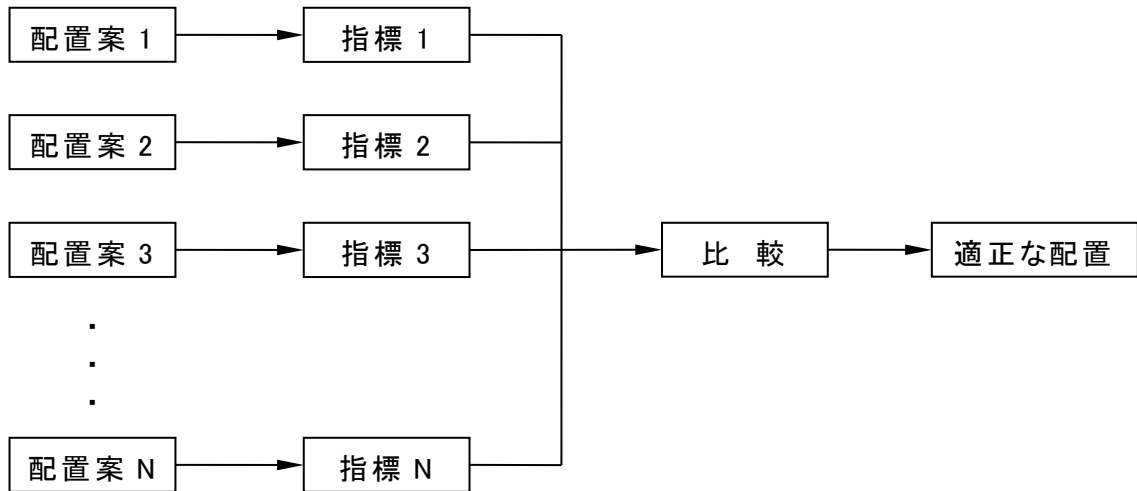 配置案 1
指標 1
配置案 2
指標 2
配置案 3
指標 3
比 較
適正な配置
・
・
・
配置案 N
指標 N